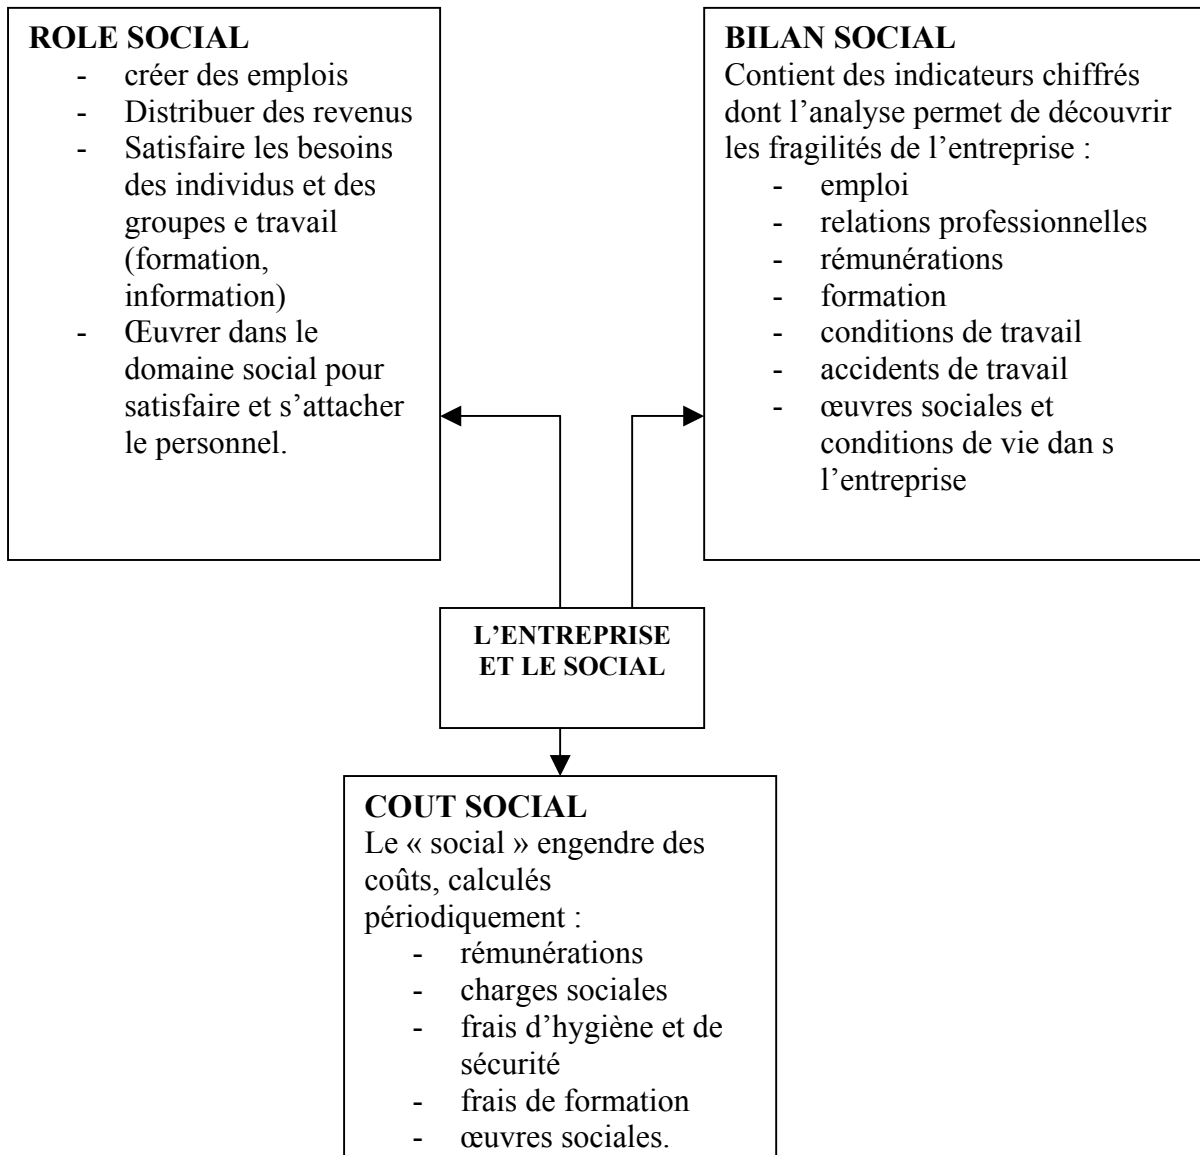 ROLE SOCIAL
- créer des emplois
- Distribuer des revenus
- Satisfaire les besoins
des individus et des
groupes e travail
(formation,
information)
- Œuvrer dans le
domaine social pour
satisfaire et s’attacher
le personnel.
BILAN SOCIAL
Contient des indicateurs chiffrés
dont l’analyse permet de découvrir
les fragilités de l’entreprise :
- emploi
- relations professionnelles
- rémunérations
- formation
- conditions de travail
- accidents de travail
- œuvres sociales et
conditions de vie dan s
l’entreprise
L’ENTREPRISE
ET LE SOCIAL
COUT SOCIAL
Le « social » engendre des
coûts, calculés
périodiquement :
- rémunérations
- charges sociales
- frais d’hygiène et de
sécurité
- frais de formation
- œuvres sociales.